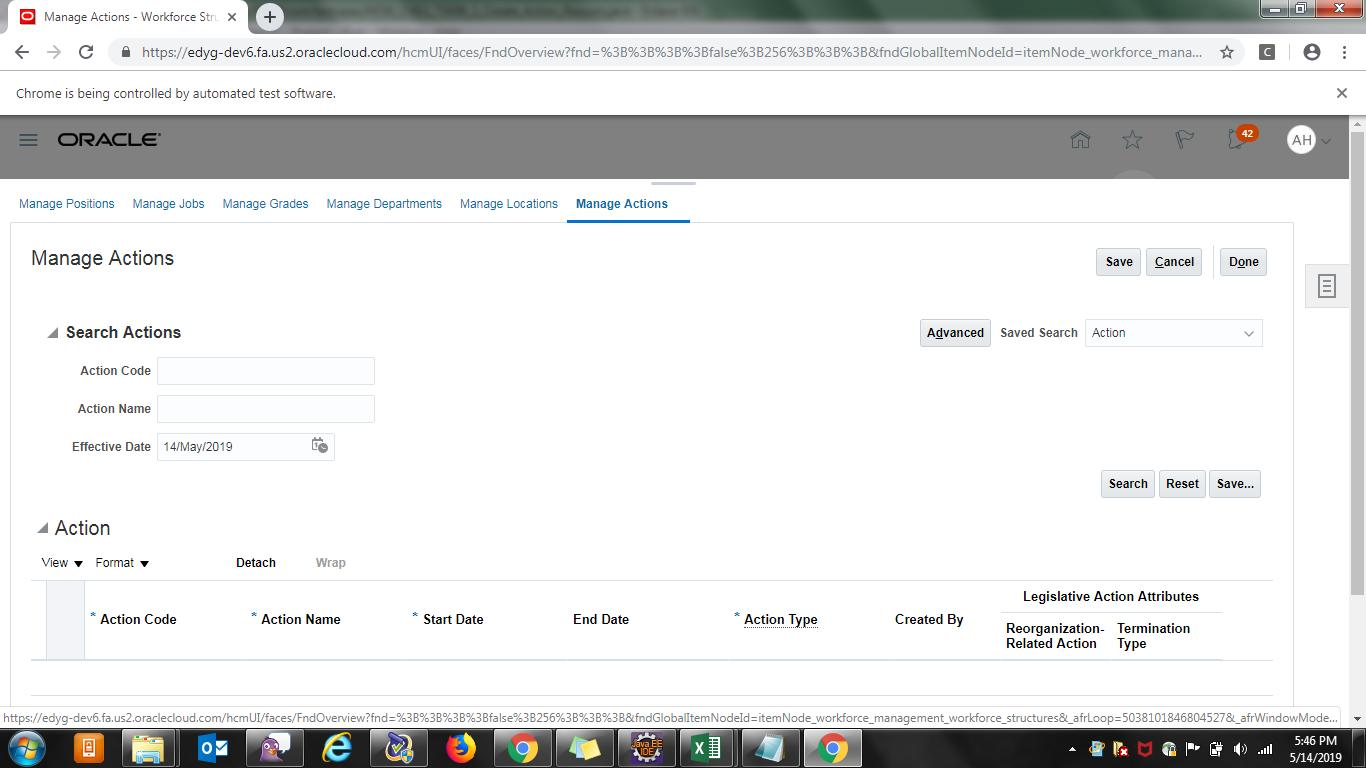 Manage Actions - Workforce Stru
https://edyg-dev6.fa.us2.oraclecloud.com/hcmUI/faces/FndOverview?fnd=%3B%3B%3B%3Bfalse%3B256%3B%3B%3B&fndGlobalItemNodeId=itemNode_workforce_mana...
Chrome is being controlled by automated test software.
ORACLE
42
AH
Manage Positions Manage Jobs Manage Grades Manage Departments Manage Locations Manage Actions
Manage Actions
Save Cancel Done
Search Actions
Advanced Saved Search Action
Action Code
Action Name
Effective Date 14/May/2019
Search Reset Save...
Action
View Format Detach Wrap
Legislative Action Attributes
* Action Code * Action Name * Start Date End Date * Action Type Created By
Reorganization-Related Action Termination Type
https://edyg-dev6.fa.us2.oraclecloud.com/hcmUI/faces/FndOverview?fnd=%3B%3B%3B%3Bfalse%3B256%3B%3B%3B&fndGlobalItemNodeId=itemNode_workforce_management_workforce_structures&_afrLoop=50381018468045027&_afrWindowMode...
Java EE
IDE
5:46 PM
5/14/2019